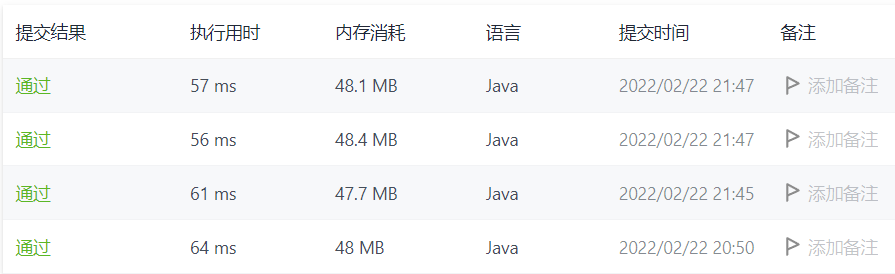 提交结果 执行用时 内存消耗 语言 提交时间 备注
通过 57 ms 48.1 MB Java 2022/02/22 21:47 添加备注
通过 56 ms 48.4 MB Java 2022/02/22 21:47 添加备注
通过 61 ms 47.7 MB Java 2022/02/22 21:45 添加备注
通过 64 ms 48 MB Java 2022/02/22 20:50 添加备注